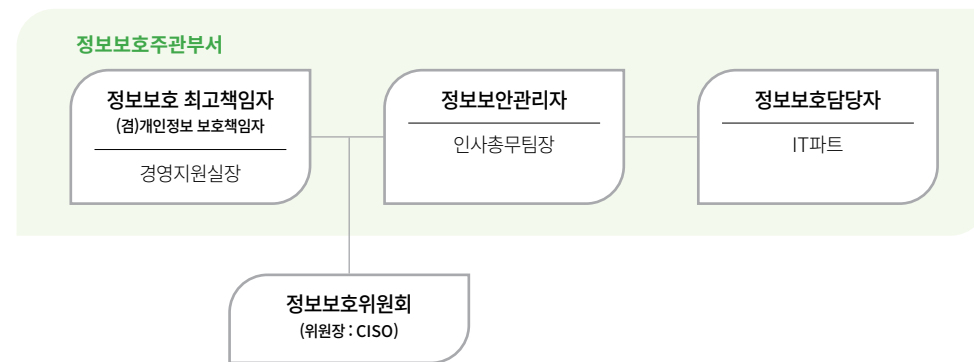 정보보호주관부서
정보보호 최고책임자
(겸)개인정보 보호책임자
경영지원실장
정보보안관리자
인사총무팀장
정보보호담당자
IT파트
정보보호위원회
(위원장 : CISO)